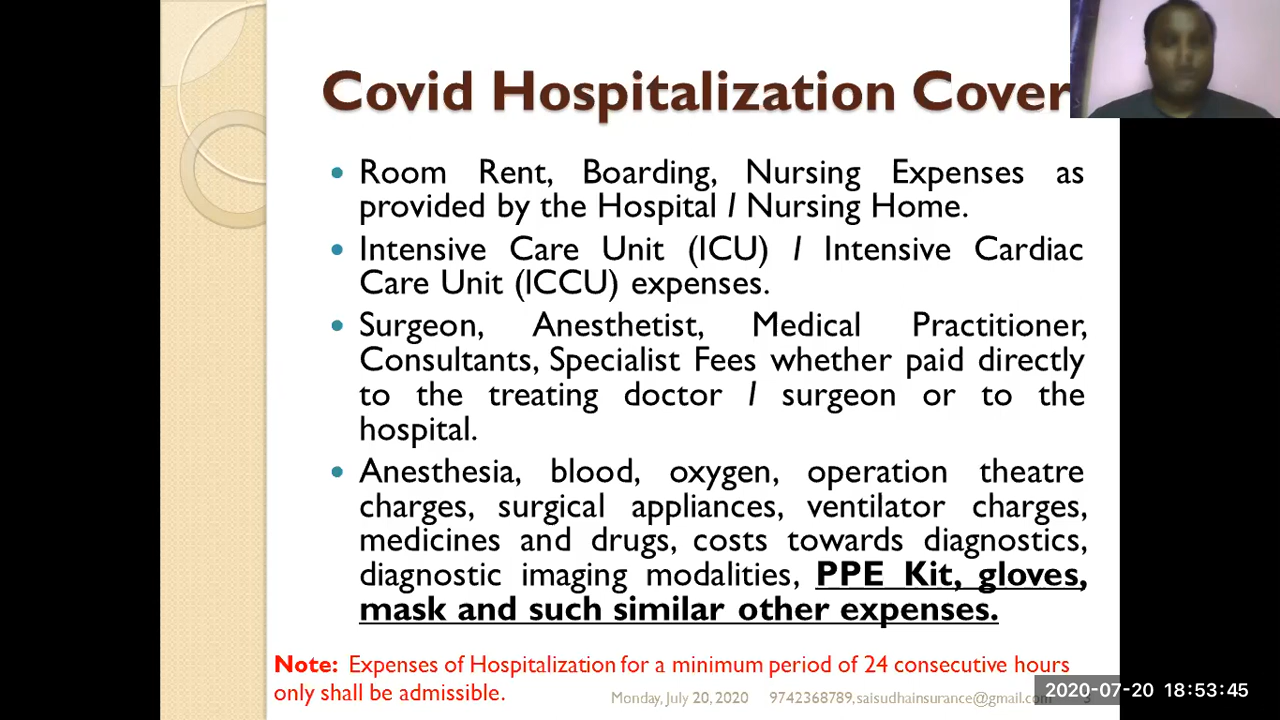 Covid Hospitalization Cover
Room Rent, Boarding, Nursing Expenses as
provided by the Hospital / Nursing Home.
Intensive Care Unit (ICU) / Intensive Cardiac
Care Unit (ICCU) expenses.
Surgeon, Anesthetist, Medical Practitioner,
Consultants, Specialist Fees whether paid directly
to the treating doctor / surgeon or to the
hospital.
Anesthesia, blood, oxygen, operation theatre
charges, surgical appliances, ventilator charges,
medicines and drugs, costs towards diagnostics,
diagnostic imaging modalities, PPE Kit, gloves,
mask and such similar other expenses.
Note: Expenses of Hospitalization for a minimum period of 24 consecutive hours
only shall be admissible.
Monday, July 20, 2020 9742368789,saisudhainsurance@gmail.com
2020-07-20 18:53:45